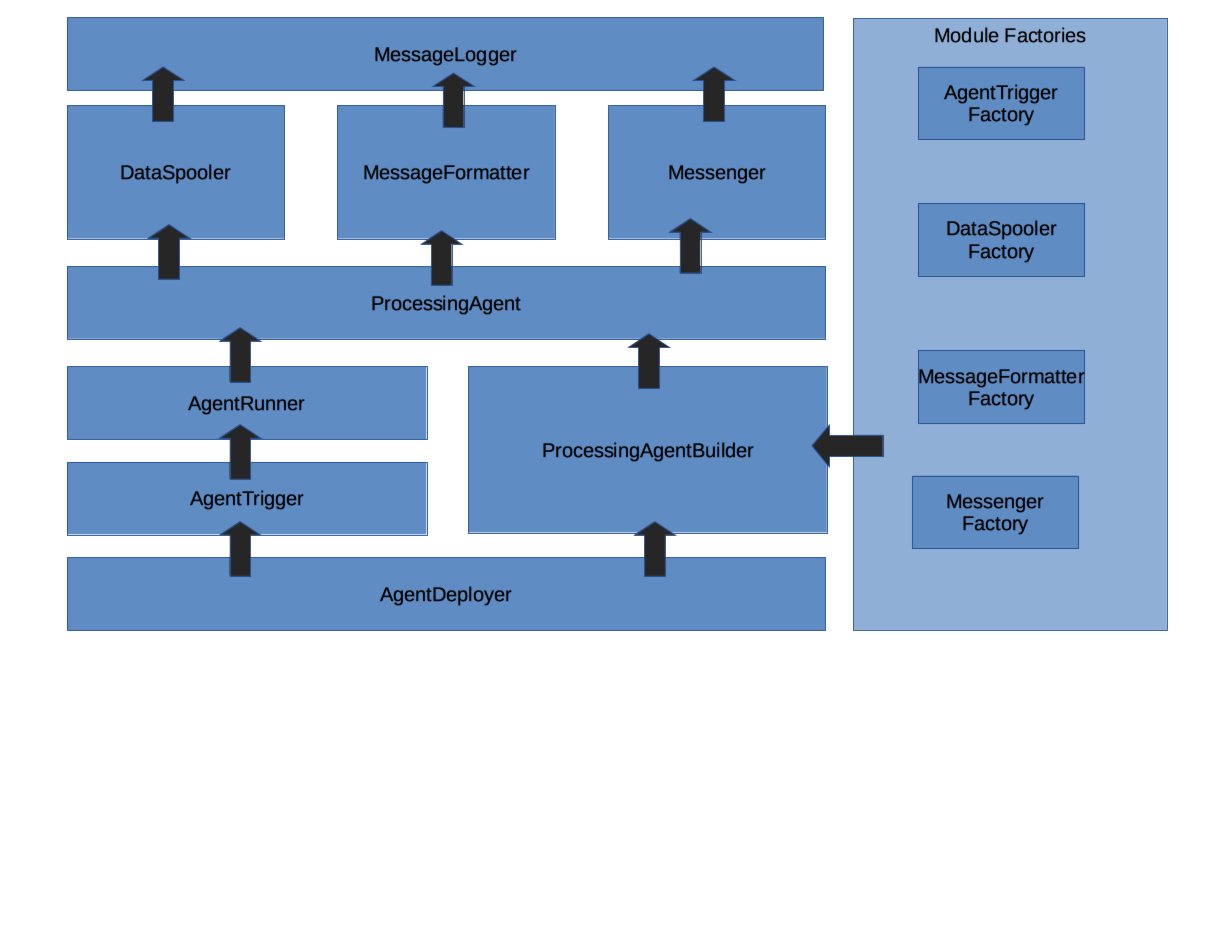 MessageLogger
DataSpooler
MessageFormatter
Messenger
ProcessingAgent
AgentRunner
AgentTrigger
ProcessingAgentBuilder
AgentDeployer
Module Factories
AgentTrigger
Factory
DataSpooler
Factory
MessageFormatter
Factory
Messenger
Factory